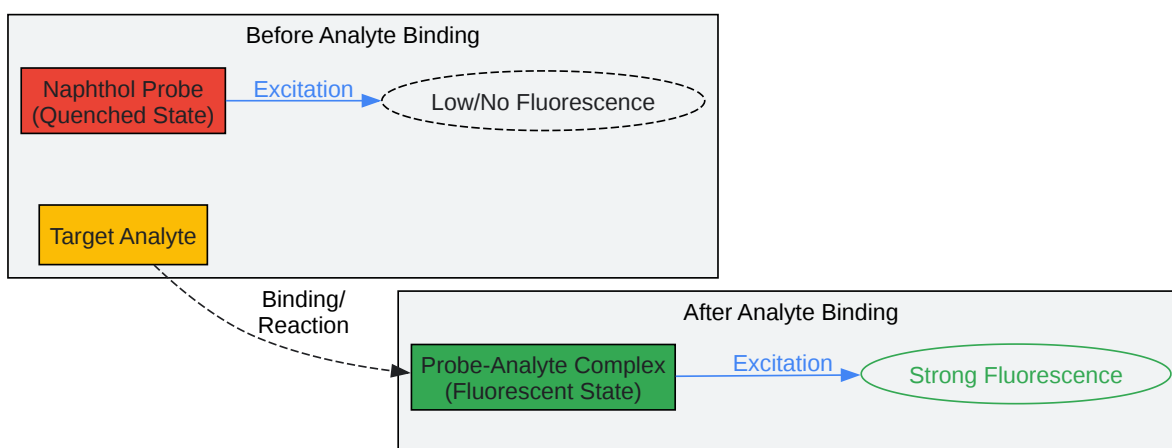 Before Analyte Binding
Naphthol Probe
(Quenched State)
Excitation
Low/No Fluorescence
Target Analyte
Binding/
Reaction
After Analyte Binding
Probe-Analyte Complex
(Fluorescent State)
Excitation
Strong Fluorescence